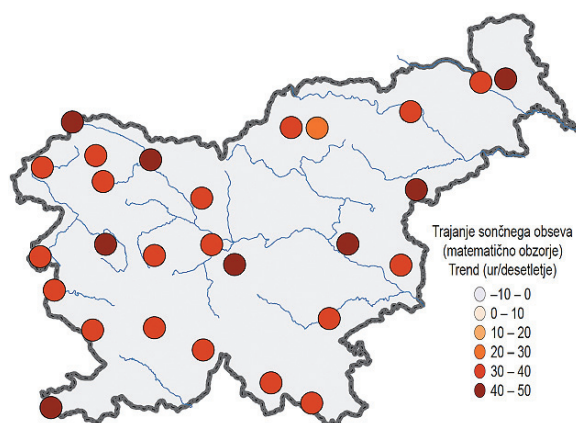 Trajanje sončnega obseva
(matematično obzorje)
Trend (ur/desetletje)
–10 – 0
0 – 10
10 – 20
20 – 30
30 – 40
40 – 50